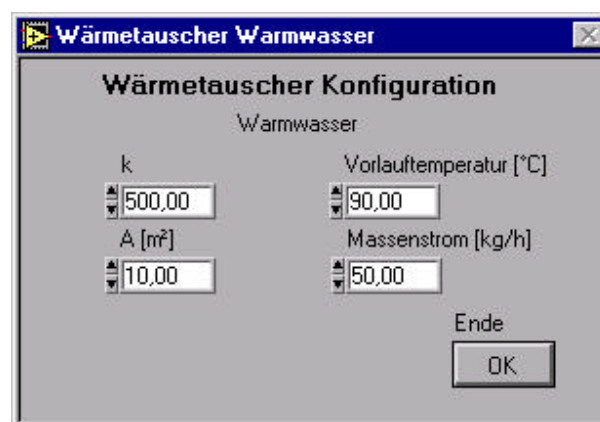 Wärmetauscher Warmwasser
Wärmetauscher Konfiguration
Warmwasser
k
Vorlauftemperatur [°C]
500,00
90,00
A [m²]
Massenstrom [kg/h]
10,00
50,00
Ende
OK